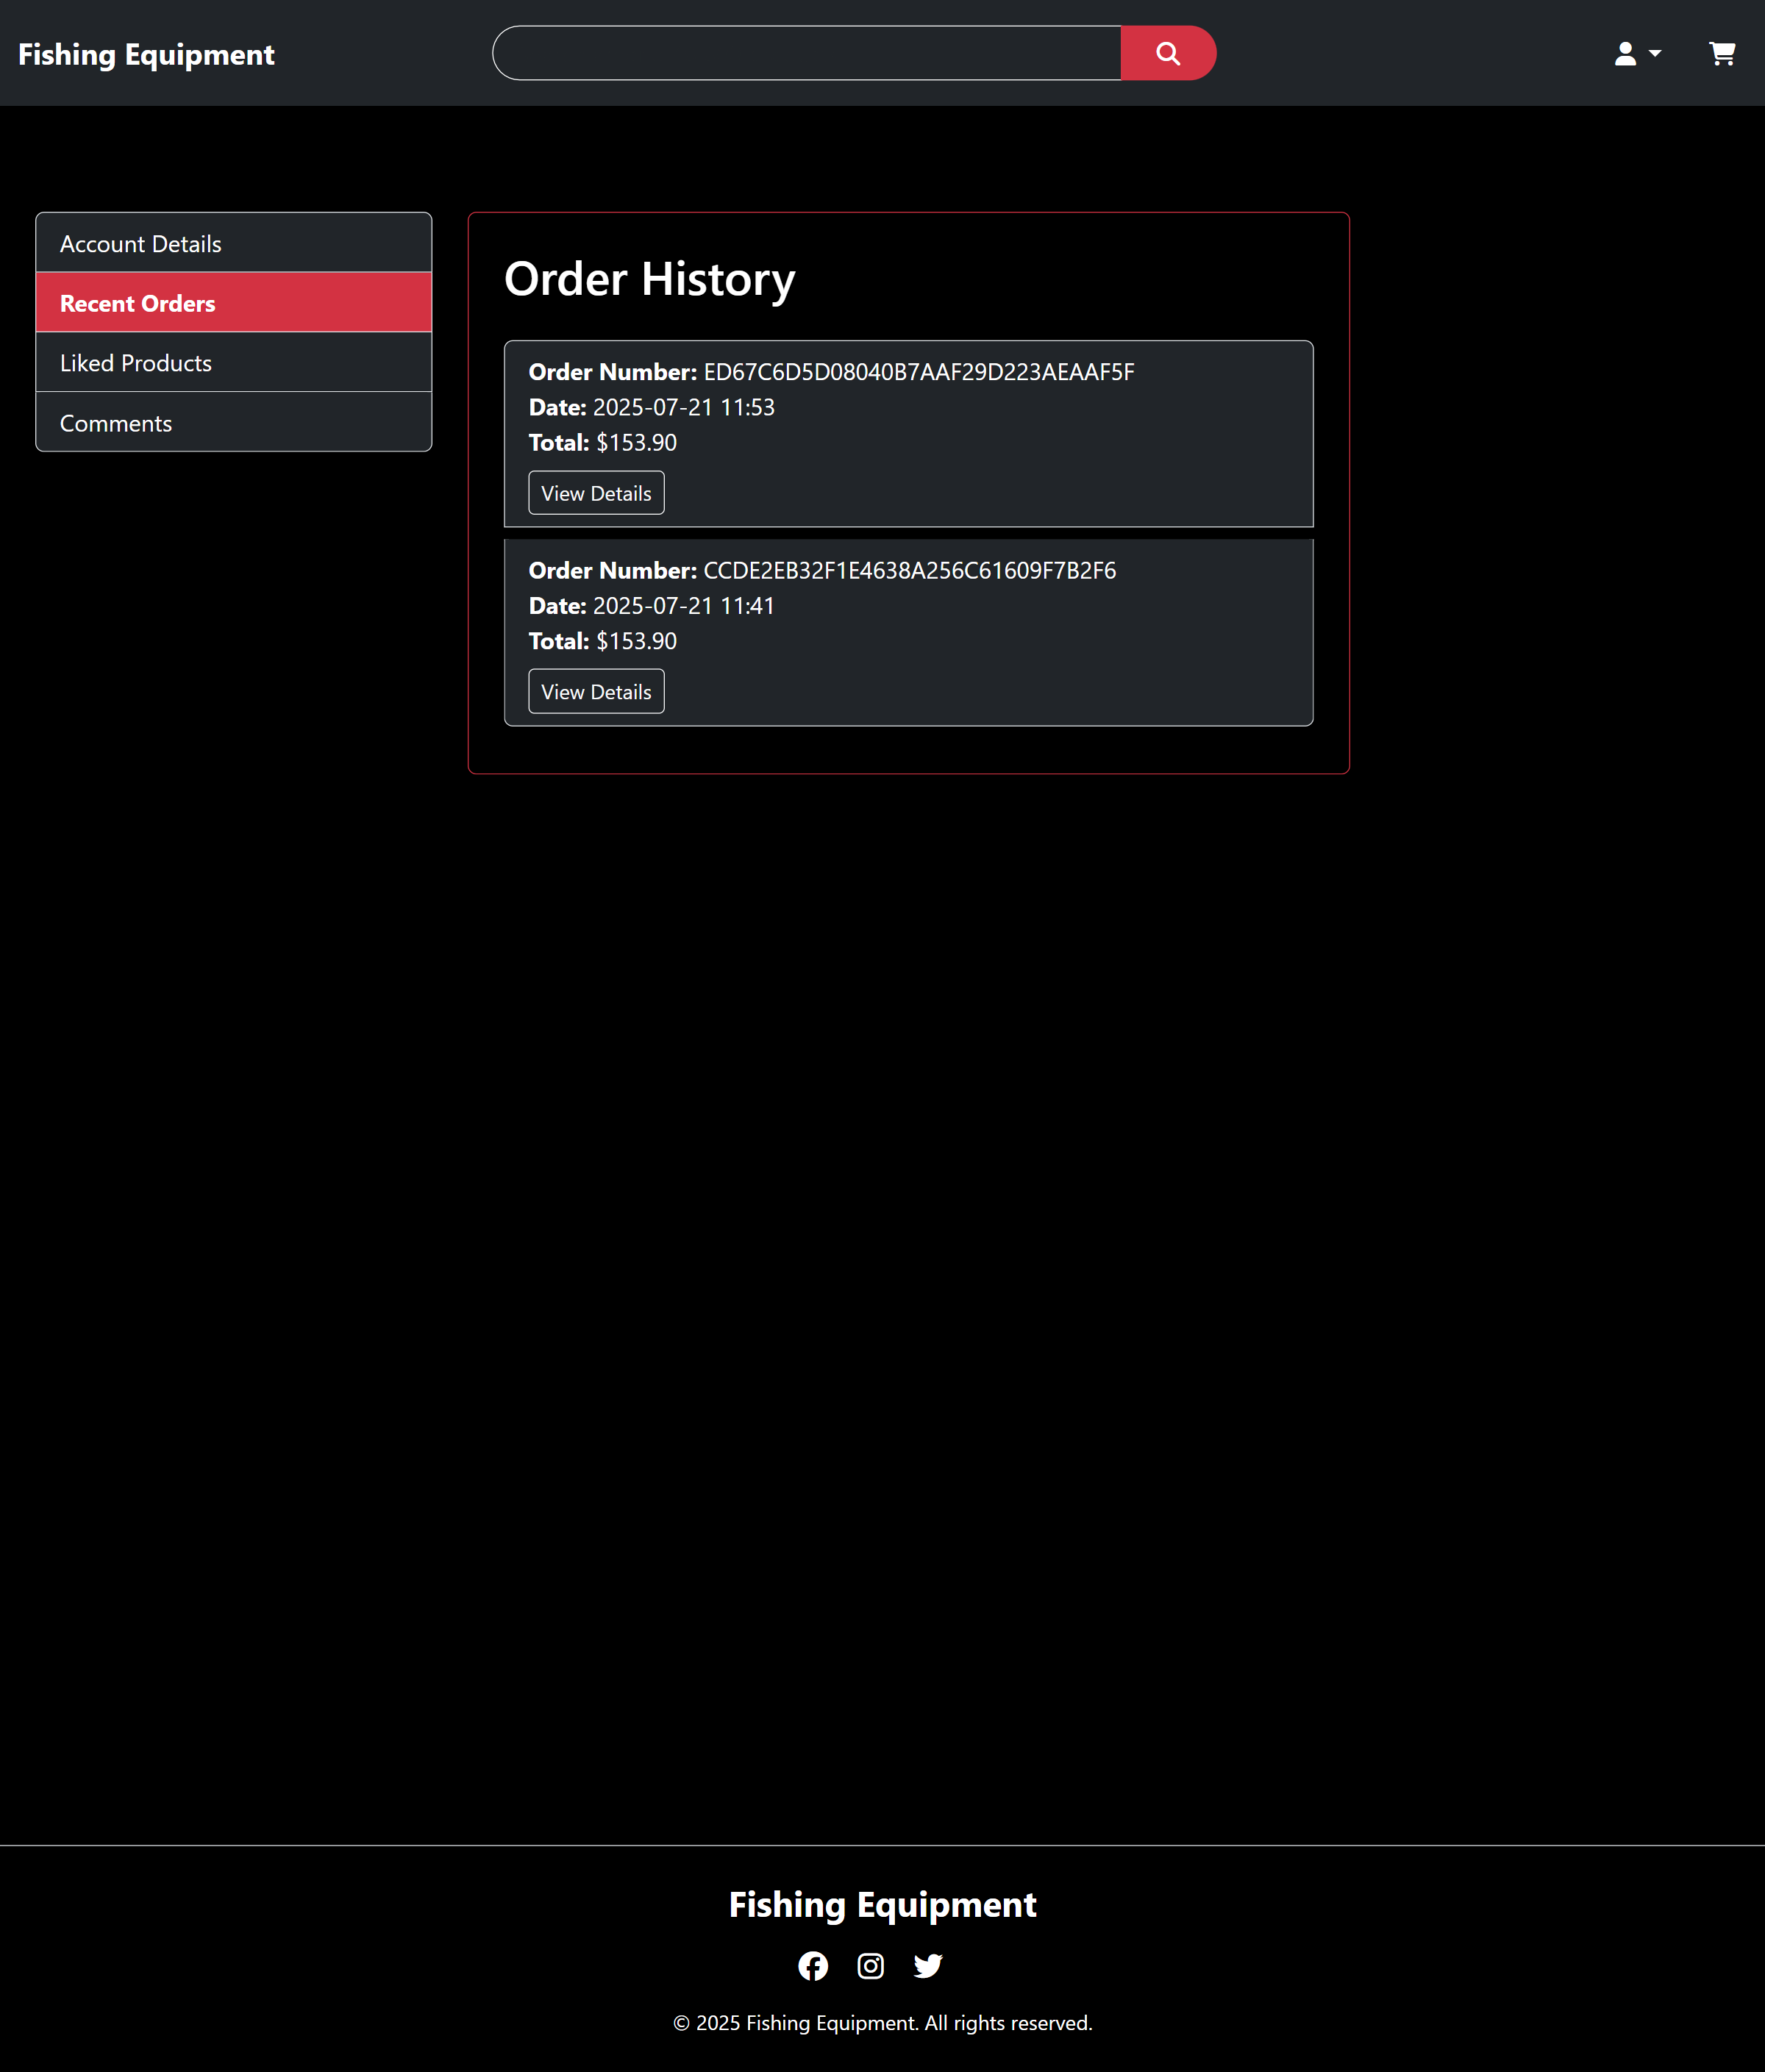 Fishing Equipment
Account Details
Recent Orders
Liked Products
Comments
Order History
Order Number: ED67C6D5D08040B7AAF29D223AEAAF5F
Date: 2025-07-21 11:53
Total: $153.90
View Details
Order Number: CCDE2EB32F1E4638A256C61609F7B2F6
Date: 2025-07-21 11:41
Total: $153.90
View Details
Fishing Equipment
© 2025 Fishing Equipment. All rights reserved.